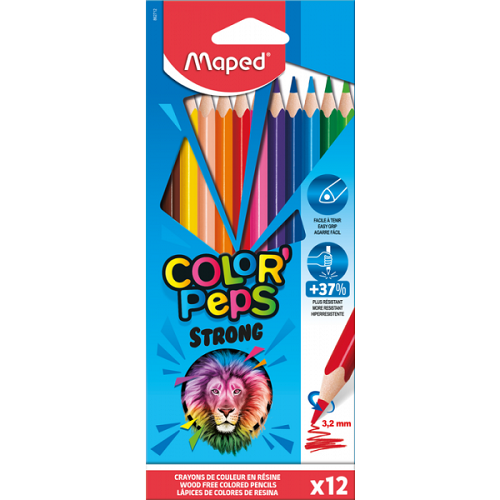 Maped
FACILE À TENIR
EASY GRIP
AGARRE FÁCIL
+37%
PLUS RÉSISTANT
MORE RESISTANT
HIPERRESISTENTE
COLOR'
PEPS
STRONG
3,2 mm
CRAYONS DE COULEUR EN RÉSINE
WOOD FREE COLORED PENCILS
LÁPICES DE COLORES DE RESINA
x12